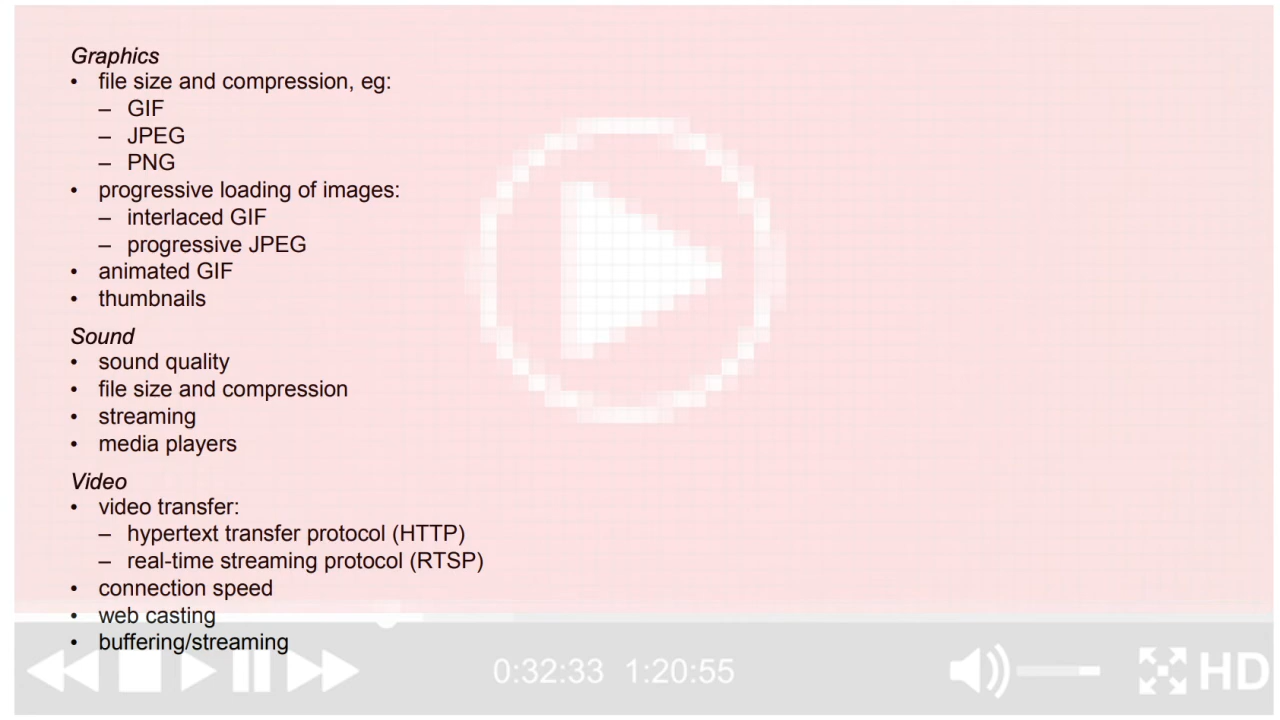 Graphics
• file size and compression, eg:
– GIF
– JPEG
– PNG
• progressive loading of images:
– interlaced GIF
– progressive JPEG
• animated GIF
• thumbnails
Sound
• sound quality
• file size and compression
• streaming
• media players
Video
• video transfer:
– hypertext transfer protocol (HTTP)
– real-time streaming protocol (RTSP)
• connection speed
• web casting
• buffering/streaming
0:32:33 1:20:55 HD